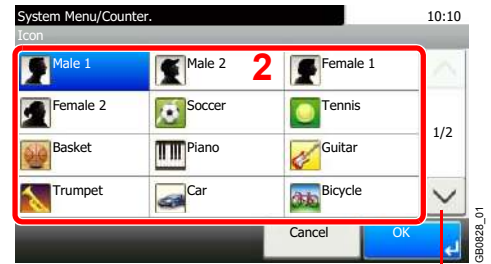 System Menu/Counter. 10:10
Icon
Male 1 Male 2 2 Female 1
Female 2 Soccer Tennis
1/2
Basket Piano Guitar
Trumpet Car Bicycle
Cancel OK
GB0828_01